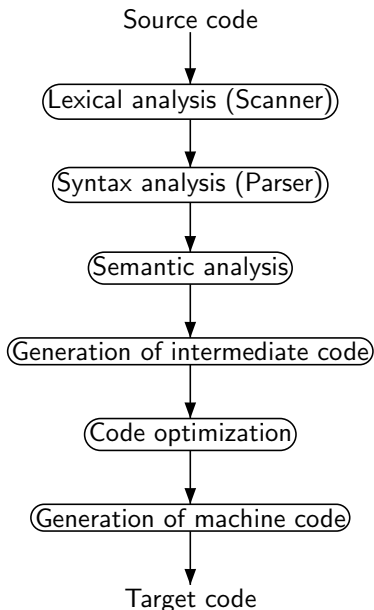 Source code
Lexical analysis (Scanner)
Syntax analysis (Parser)
Semantic analysis
Generation of intermediate code
Code optimization
Generation of machine code
Target code